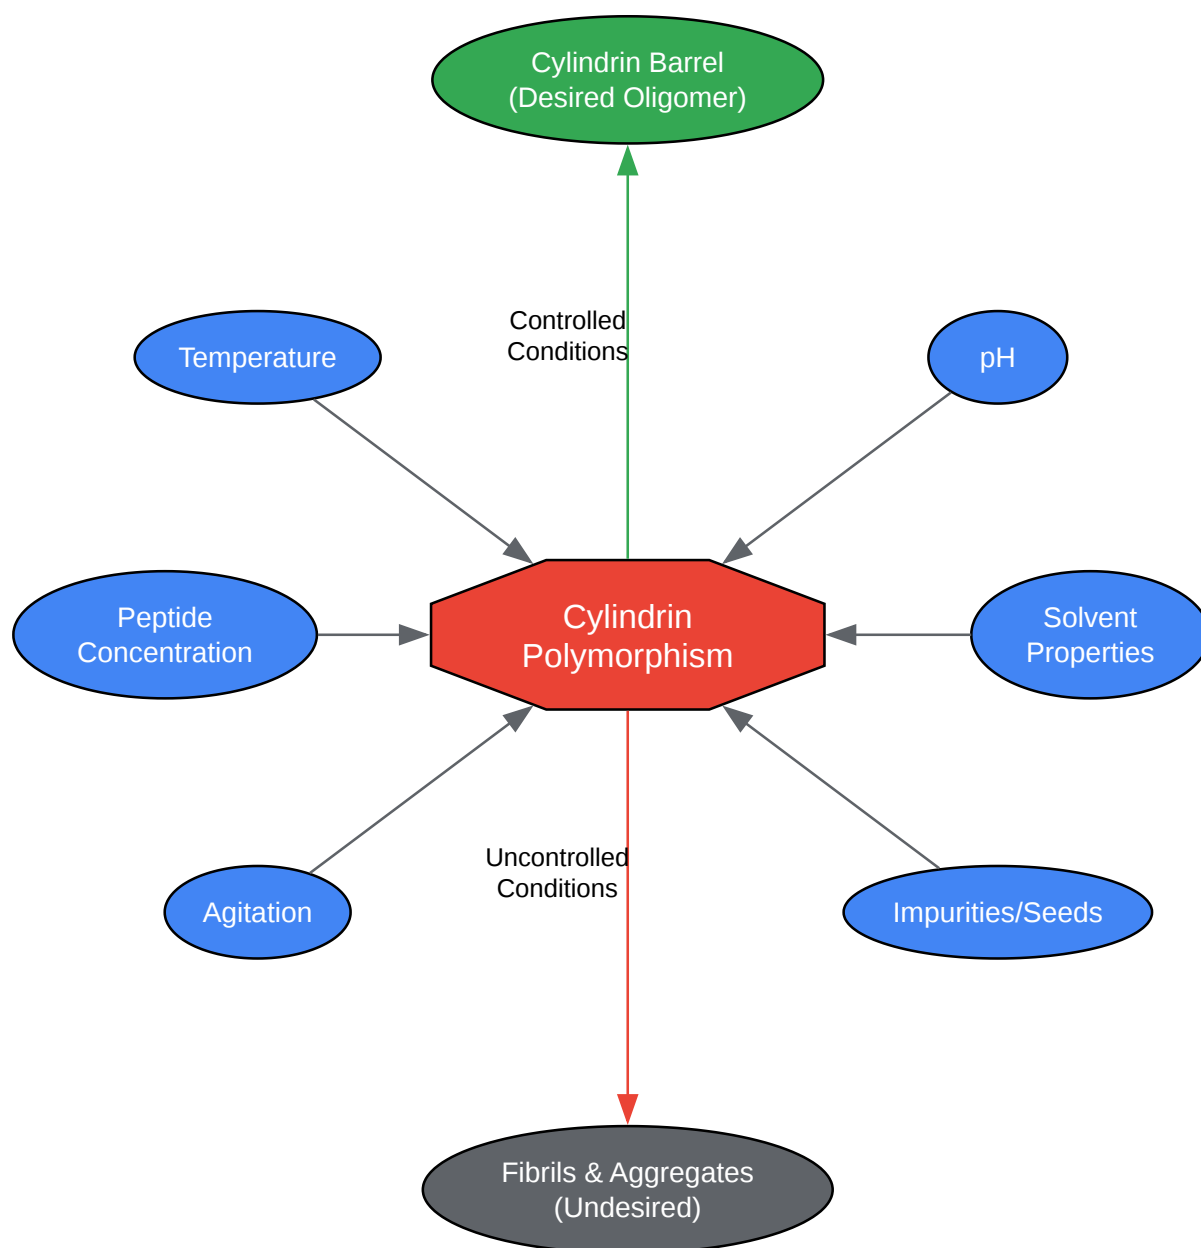 Cylindrin Barrel
(Desired Oligomer)
Controlled
Conditions
Temperature
pH
Peptide
Concentration
Cylindrin
Polymorphism
Solvent
Properties
Uncontrolled
Conditions
Agitation
Impurities/Seeds
Fibrils & Aggregates
(Undesired)